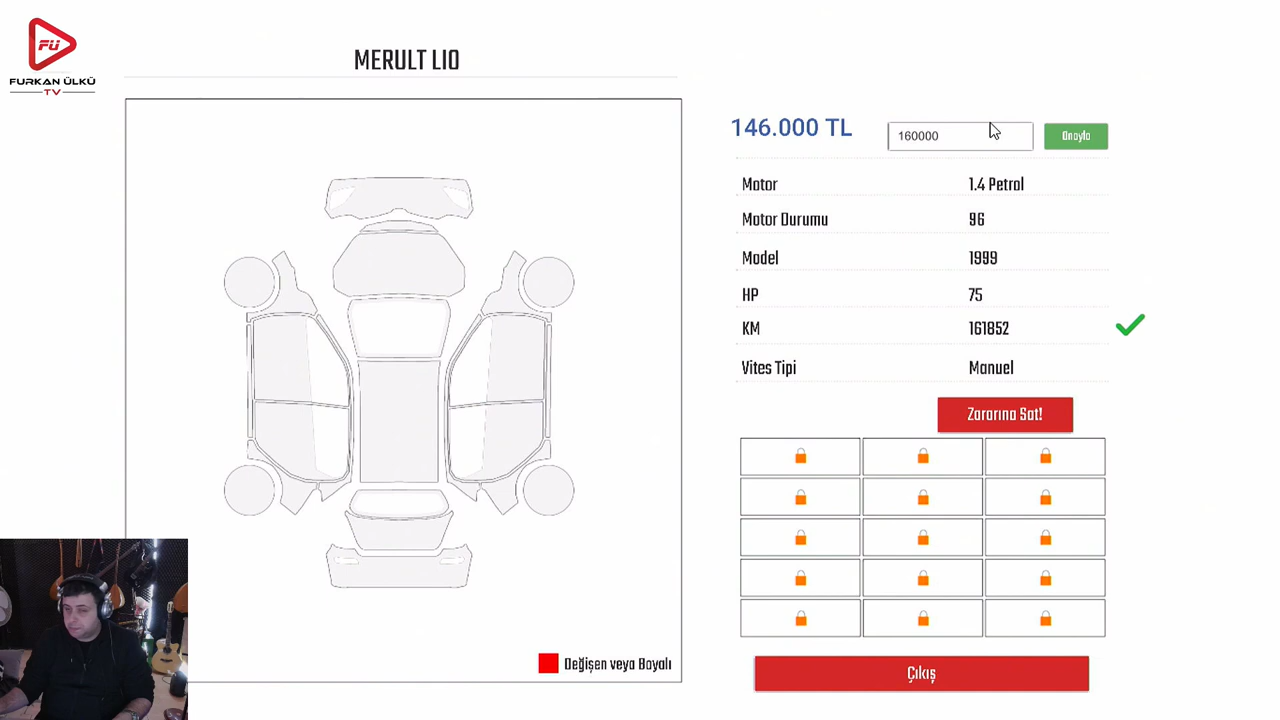 FU
FURKAN ÜLKÜ
TV
MERULT LIO
146.000 TL
160000
Onayla
Motor 1.4 Petrol
Motor Durumu 96
Model 1999
HP 75
KM 161852
Vites Tipi Manuel
Zararına Sat!
Çıkış
Değişen veya Boyalı